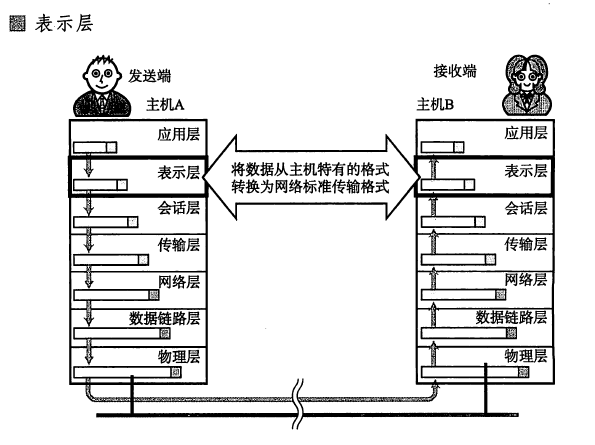 表示层
发送端
接收端
主机A
主机B
应用层
应用层
将数据从主机特有的格式
转换为网络标准传输格式
表示层
表示层
会话层
会话层
传输层
传输层
网络层
网络层
数据链路层
数据链路层
物理层
物理层